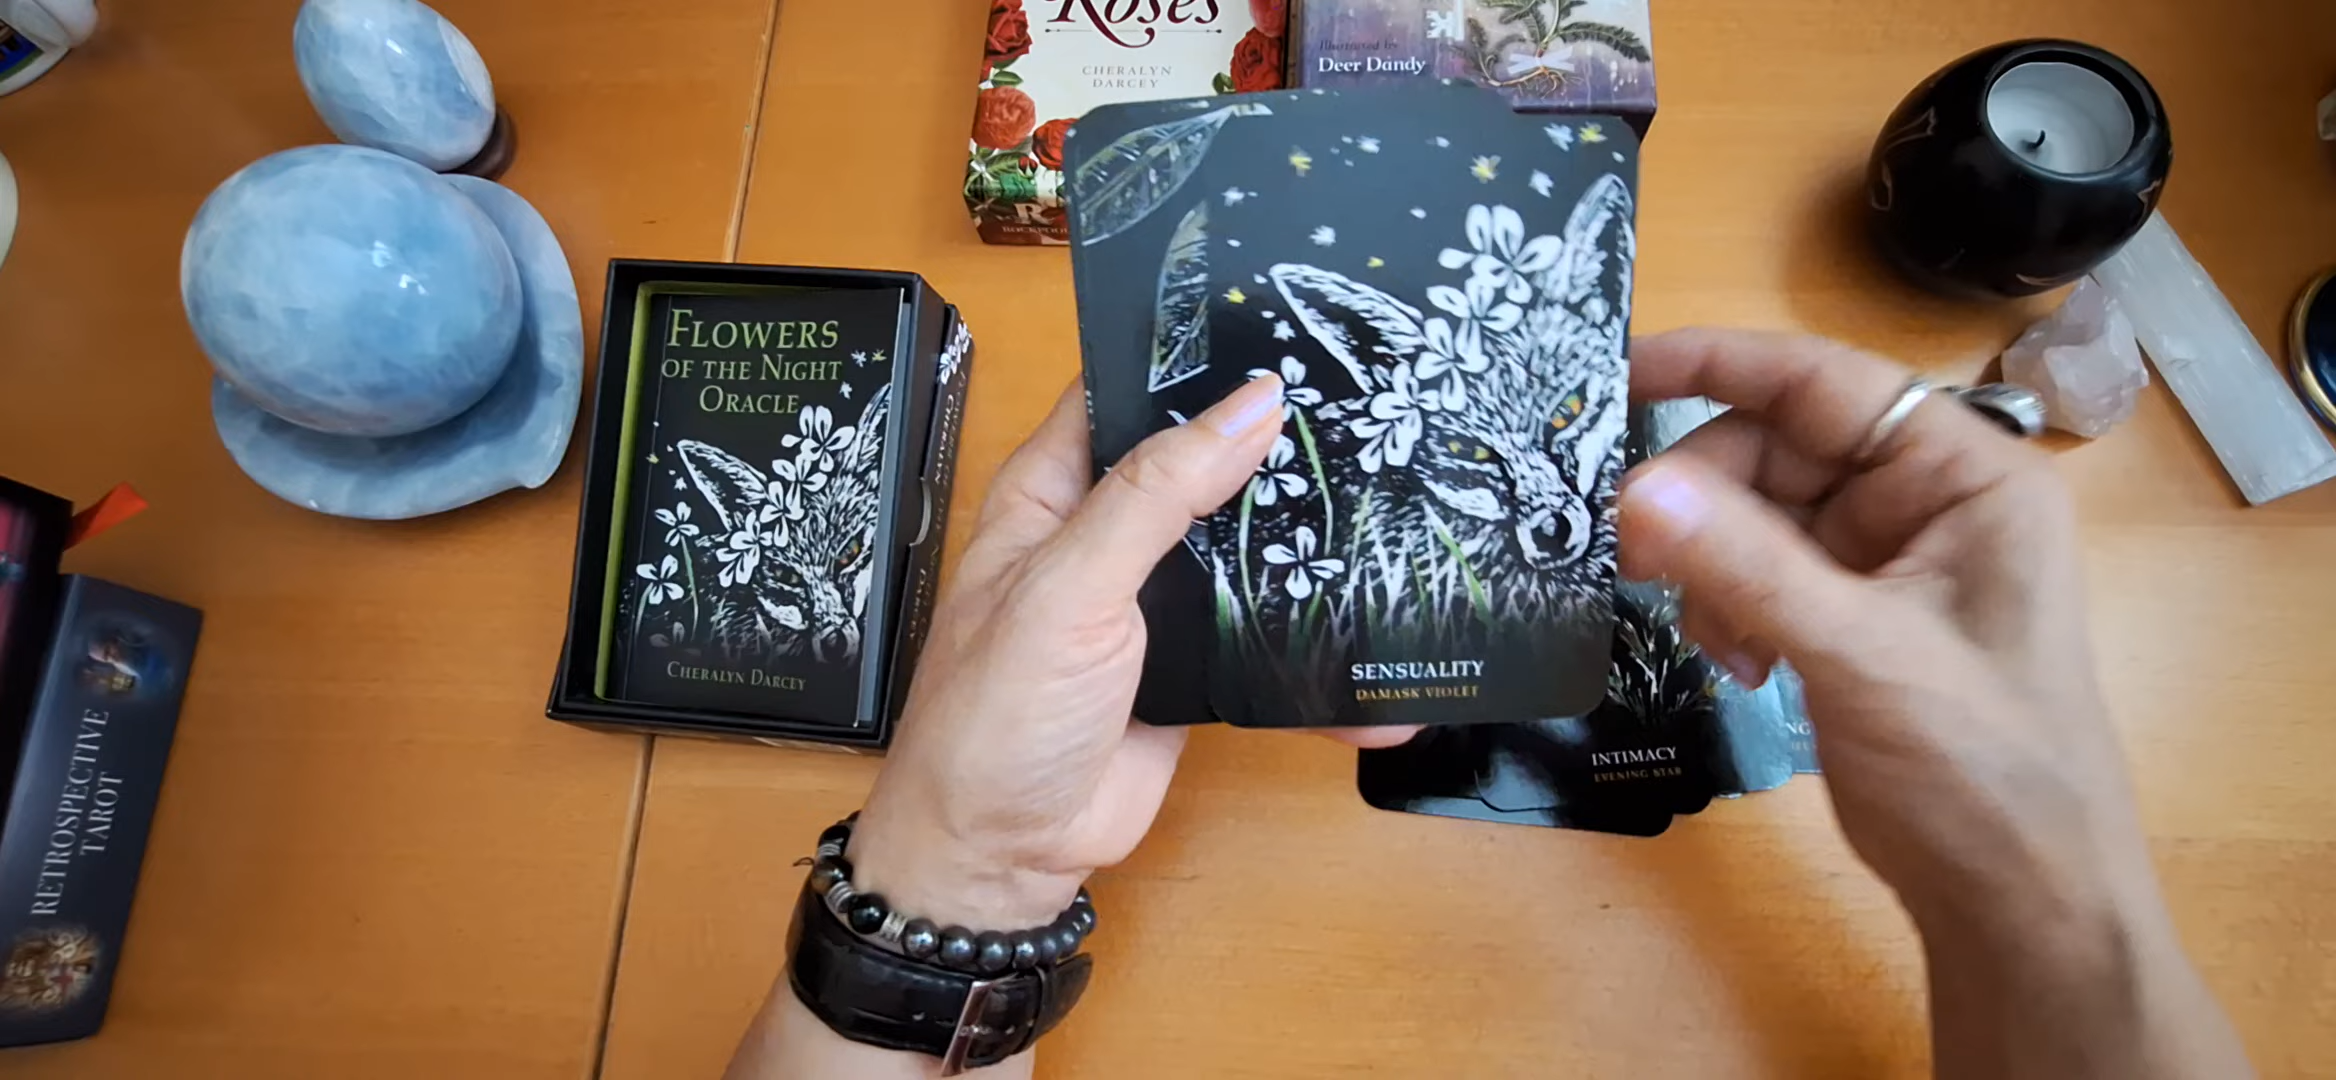 Roses
CHERALYN
DARCEY
Illustrated by
Deer Dandy
FLOWERS
OF THE NIGHT
ORACLE
CHERALYN DARCEY
SENSUALITY
DAMASK VIOLET
INTIMACY
EVENING STAR
RETROSPECTIVE
TAROT